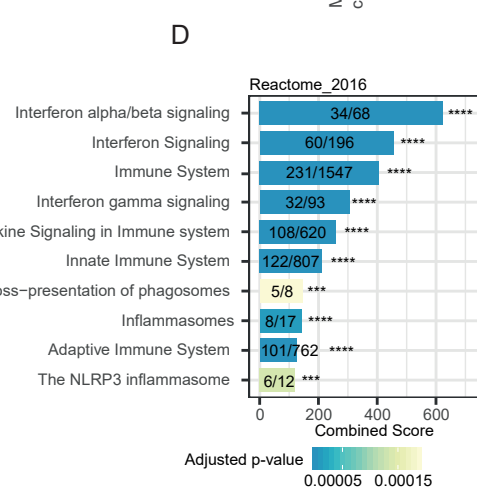 D
Reactome_2016
Interferon alpha/beta signaling 34/68 ****
Interferon Signaling 60/196 ****
Immune System 231/1547 ****
Interferon gamma signaling 32/93 ****
kine Signaling in Immune system 108/620 ****
Innate Immune System 122/807 ****
oss−presentation of phagosomes 5/8 ***
Inflammasomes 8/17 ****
Adaptive Immune System 101/762 ****
The NLRP3 inflammasome 6/12 ***
0 200 400 600
Combined Score
Adjusted p-value
0.00005 0.00015